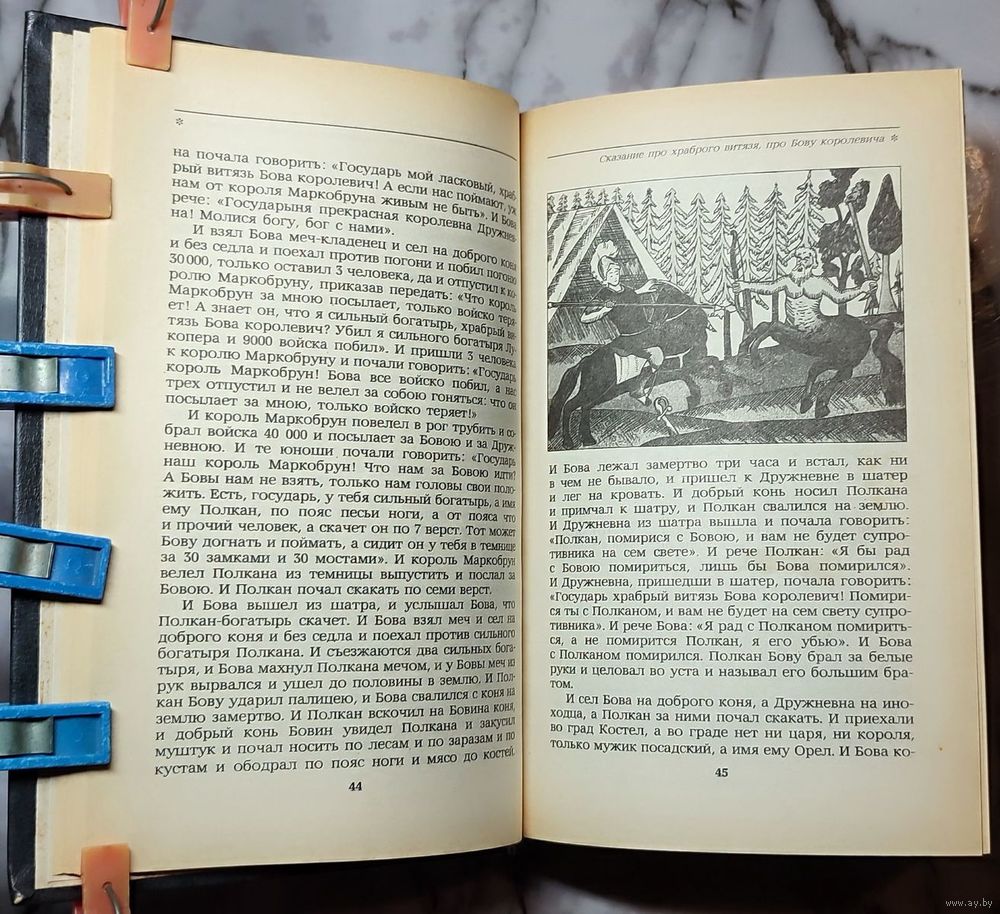 *
на почала говорить: «Государь мой ласковый, храб-
рый витязь Бова королевич! А если нас поймают, уж
нам от короля Маркобруна живым не быть». И Бова
рече: «Государыня прекрасная королевна Дружнев-
на! Молися богу, бог с нами».
И взял Бова меч-кладенец и сел на доброго коня
и без седла и поехал против погони и побил погоню
30 000, только оставил 3 человека, да и отпустил к ко-
ролю Маркобруну, приказав передать: «Что король
Маркобрун за мною посылает, только войско теря-
ет! А знает он, что я сильный богатырь, храбрый ви-
тязь Бова королевич? Убил я сильного богатыря Лу-
копера и 9000 войска побил». И пришли 3 человека
к королю Маркобруну и почали говорить: «Государь
король Маркобрун! Бова все войско побил, а нас
трех отпустил и не велел за собою гоняться: что он
посылает за мною, только войско теряет!»
И король Маркобрун повелел в рог трубить и со-
брал войска 40 000 и посылает за Бовою и за Друж-
невною. И те юноши почали говорить: «Государь
наш король Маркобрун! Что нам за Бовою идти?
А Бовы нам не взять, только нам головы свои поло-
жить. Есть, государь, у тебя сильный богатырь, а имя
ему Полкан, по пояс песьи ноги, а от пояса что
и прочий человек, а скачет он по 7 верст. Тот может
Бову догнать и поймать, а сидит он у тебя в темнице
за 30 замками и 30 мостами». И король Маркобрун
велел Полкана из темницы выпустить и послал за
Бовою. И Полкан почал скакать по семи верст.
И Бова вышел из шатра, и услышал Бова, что
Полкан-богатырь скачет. И Бова взял меч и сел на
доброго коня и без седла и поехал против сильного
богатыря Полкана. И съезжаются два сильных бога-
тыря, и Бова махнул Полкана мечом, и у Бовы меч из
рук вырвался и ушел до половины в землю. И Пол-
кан Бову ударил палицею, и Бова свалился с коня на
землю замертво. И Полкан вскочил на Бовина коня,
и добрый конь Бовин увидел Полкана и закусил
муштук и почал носить по лесам и по заразам и по
кустам и ободрал по пояс ноги и мясо до костей.
44
Сказание про храброго витязя, про Бову королевича *
И Бова лежал замертво три часа и встал, как ни
в чем не бывало, и пришел к Дружневне в шатер
и лег на кровать. И добрый конь носил Полкана
и примчал к шатру, и Полкан свалился на землю.
И Дружневна из шатра вышла и почала говорить:
«Полкан, помирися с Бовою, и вам не будет супро-
тивника на сем свете». И рече Полкан: «Я бы рад
с Бовою помириться, лишь бы Бова помирился».
И Дружневна, пришедши в шатер, почала говорить:
«Государь храбрый витязь Бова королевич! Помири-
ся ты с Полканом, и вам не будет на сем свету супро-
тивника». И рече Бова: «Я рад с Полканом помирить-
ся, а не помирится Полкан, я его убью». И Бова
с Полканом помирился. Полкан Бову брал за белые
руки и целовал во уста и называл его большим бра-
том.
И сел Бова на доброго коня, а Дружневна на ино-
ходца, а Полкан за ними почал скакать. И приехали
во град Костел, а во граде нет ни царя, ни короля,
только мужик посадский, а имя ему Орел. И Бова ко-
45
www.ay.by